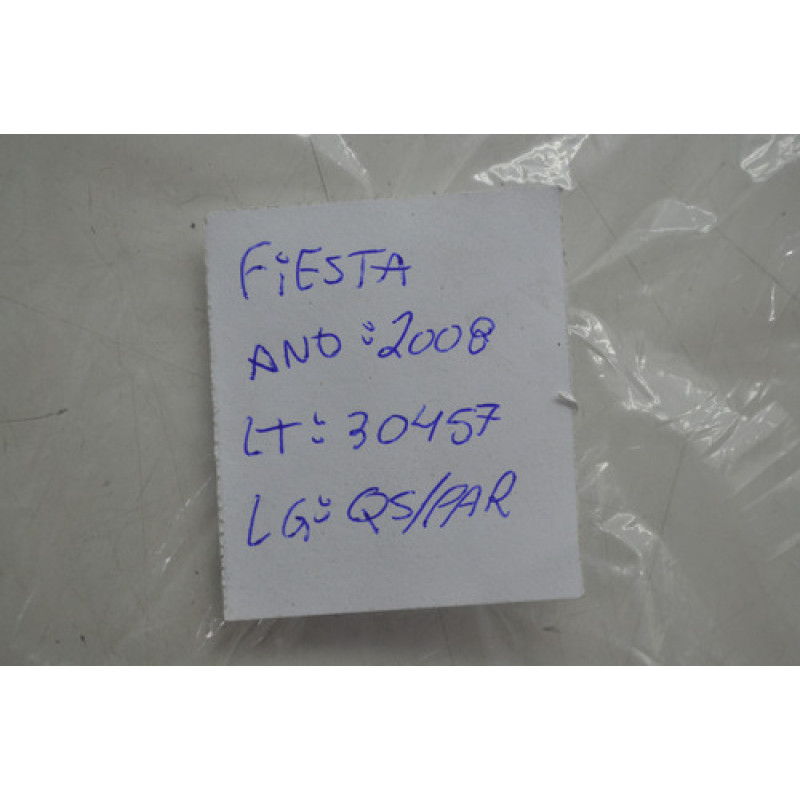 FiESTA
ANO: 2008
LT: 30457
LG: QS/PAR